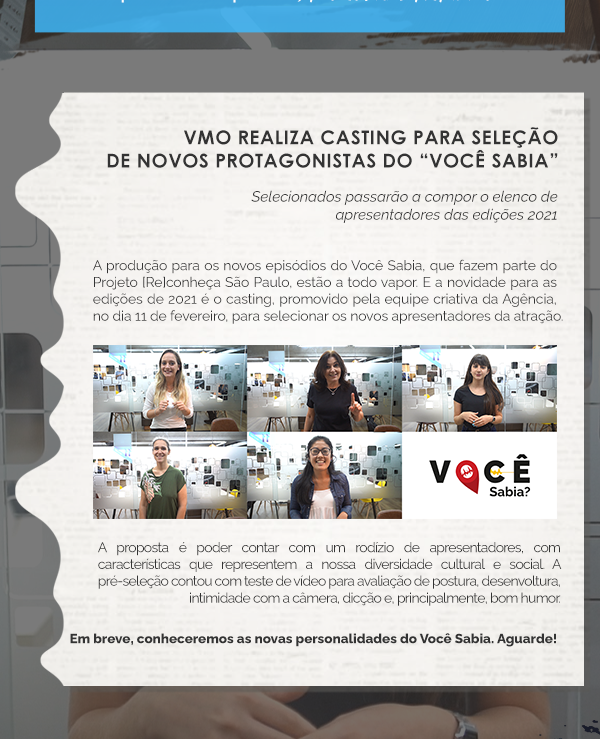 VMO REALIZA CASTING PARA SELEÇÃO
DE NOVOS PROTAGONISTAS DO “VOCÊ SABIA”
Selecionados passarão a compor o elenco de
apresentadores das edições 2021
A produção para os novos episódios do Você Sabia, que fazem parte do
Projeto [Re]conheça São Paulo, estão a todo vapor. E a novidade para as
edições de 2021 é o casting, promovido pela equipe criativa da Agência,
no dia 11 de fevereiro, para selecionar os novos apresentadores da atração.
VOCÊ
Sabia?
A proposta é poder contar com um rodízio de apresentadores, com
características que representem a nossa diversidade cultural e social. A
pré-seleção contou com teste de vídeo para avaliação de postura, desenvoltura,
intimidade com a câmera, dicção e, principalmente, bom humor.
Em breve, conheceremos as novas personalidades do Você Sabia. Aguarde!